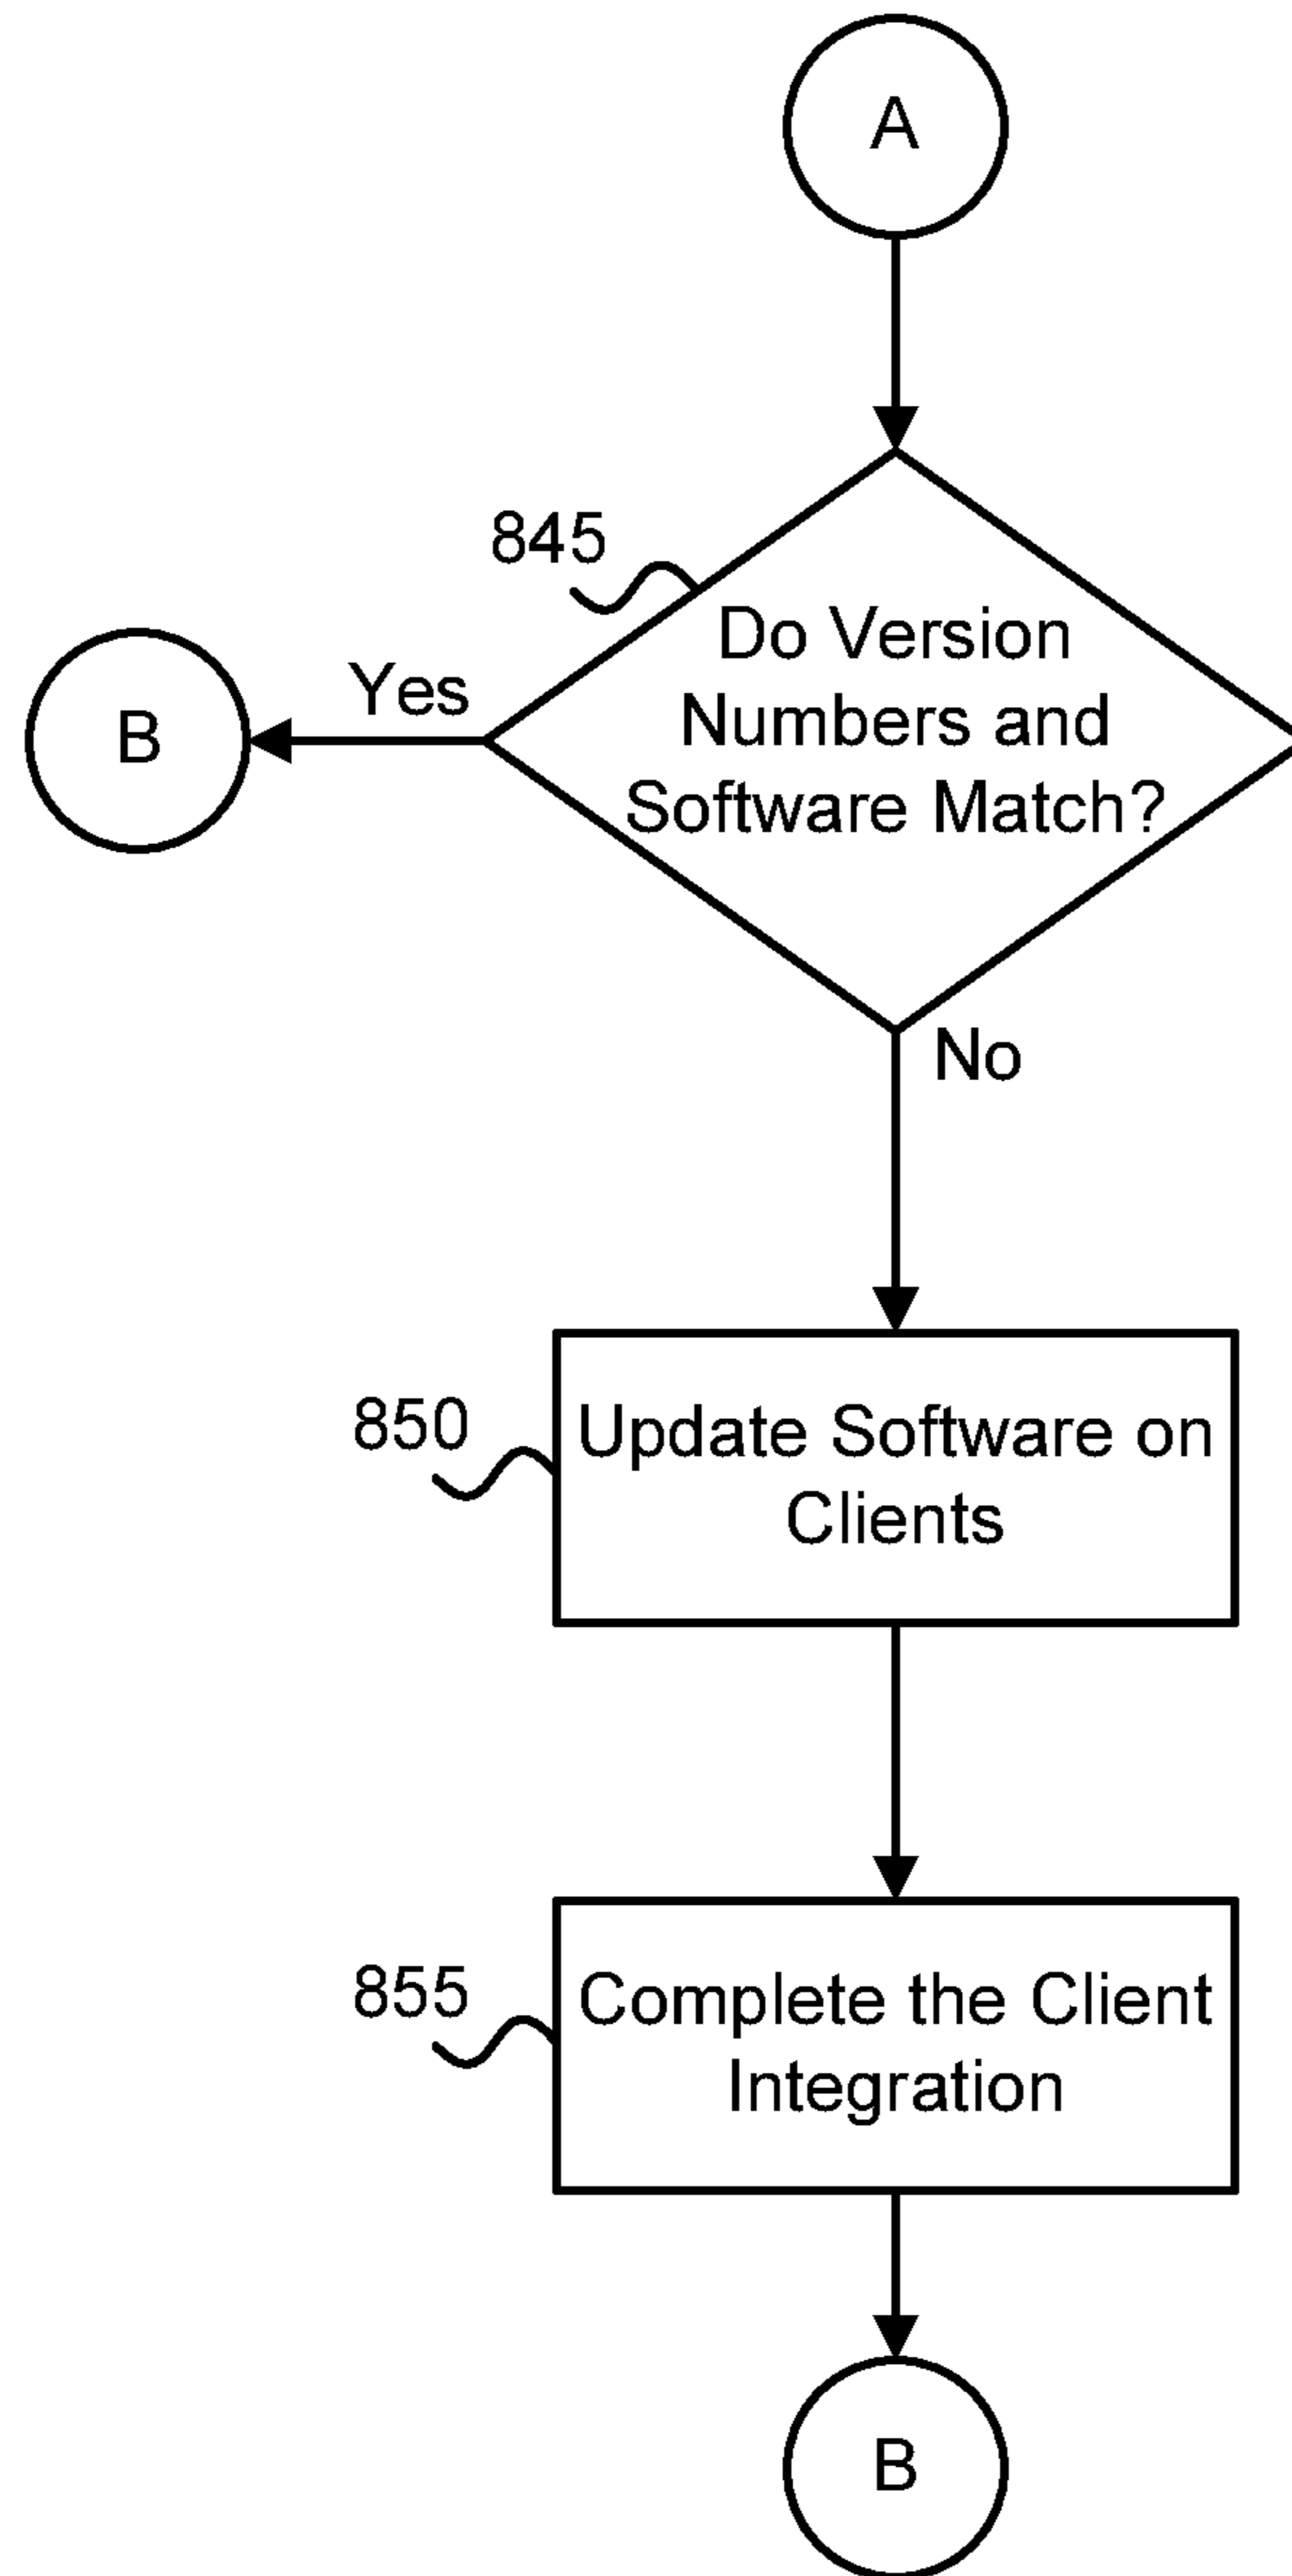 A
845
Do Version
Numbers and
Software Match?
Yes
B
No
850
Update Software on
Clients
855
Complete the Client
Integration
B